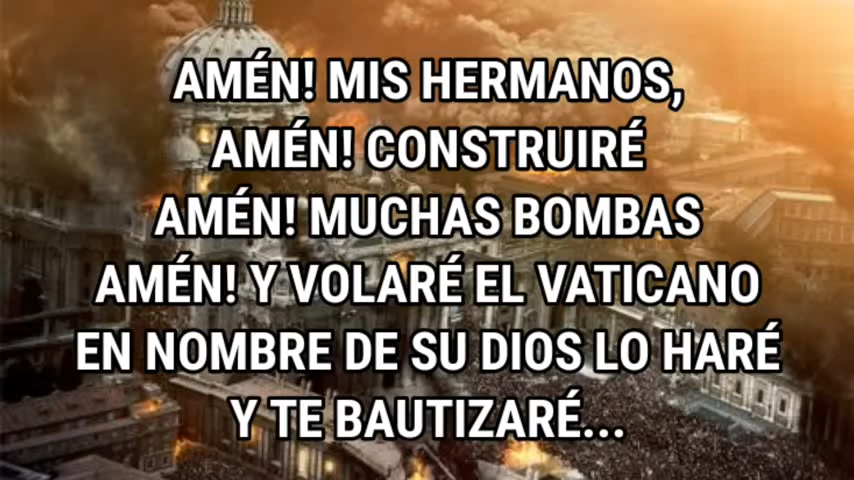 AMÉN! MIS HERMANOS,
AMÉN! CONSTRUIRÉ
AMÉN! MUCHAS BOMBAS
AMÉN! Y VOLARÉ EL VATICANO
EN NOMBRE DE SU DIOS LO HARÉ
Y TE BAUTIZARÉ...